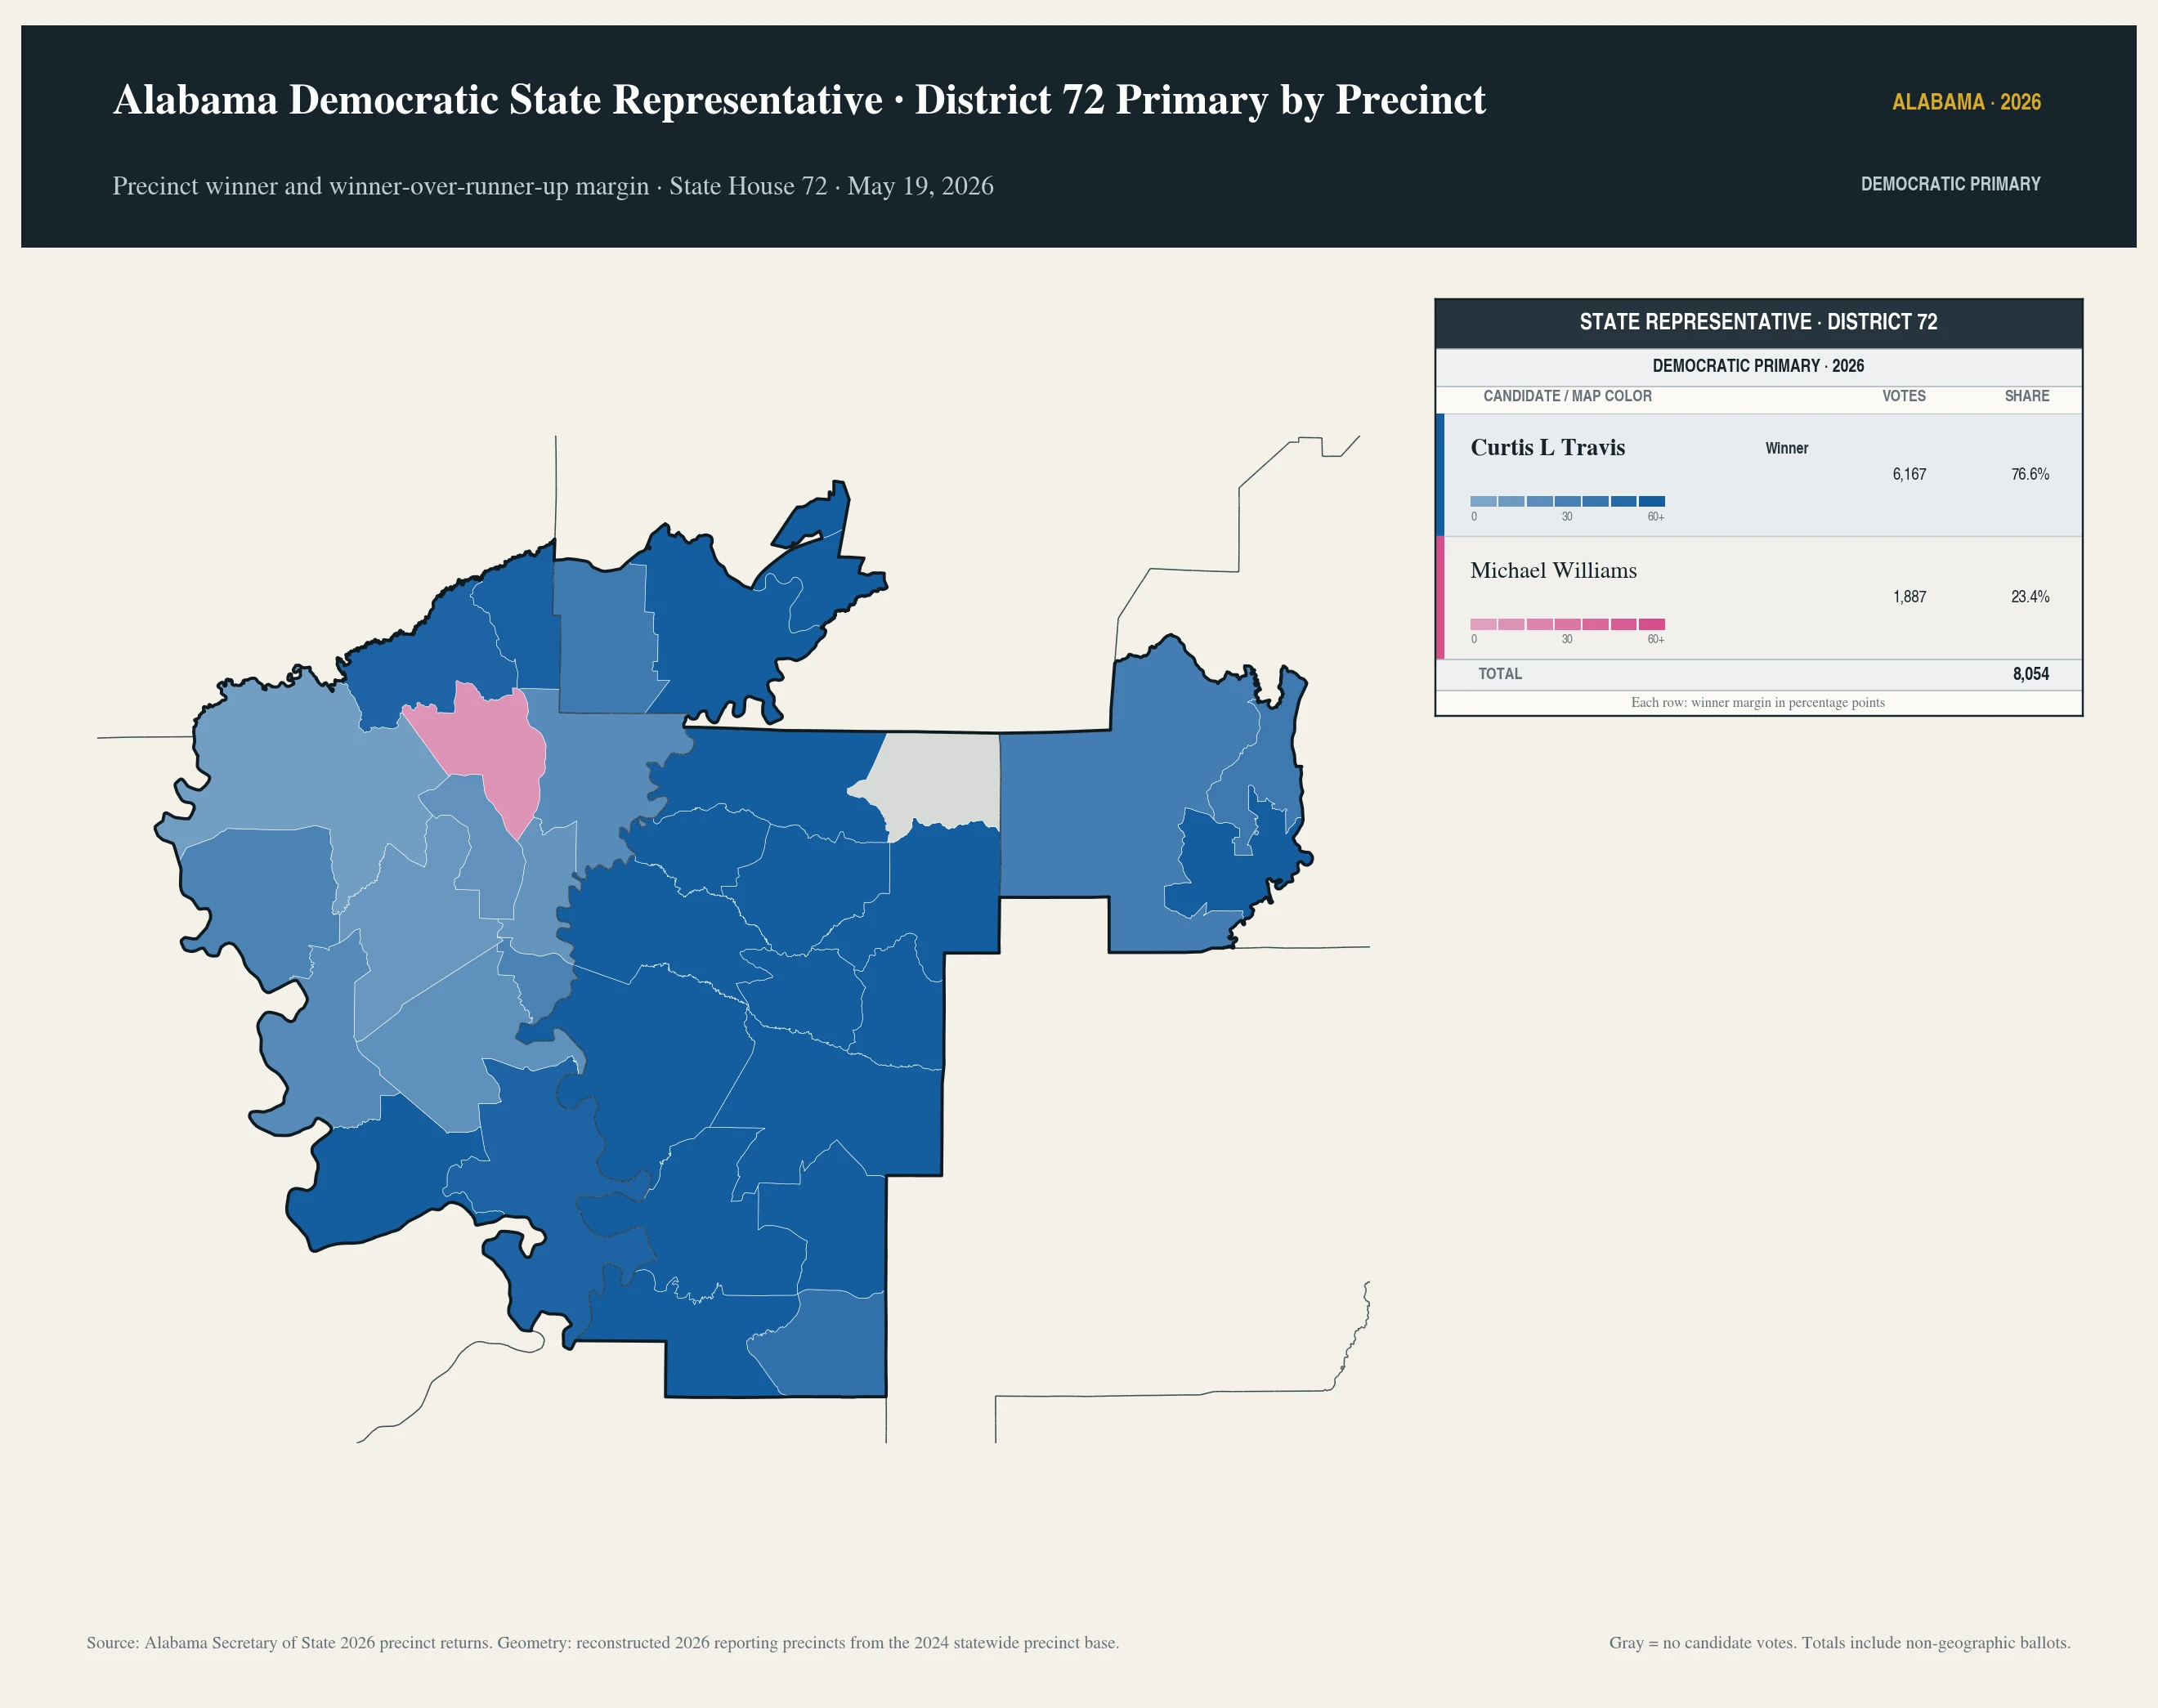 Alabama Democratic State Representative · District 72 Primary by Precinct
ALABAMA · 2026
Precinct winner and winner-over-runner-up margin · State House 72 · May 19, 2026
DEMOCRATIC PRIMARY
STATE REPRESENTATIVE · DISTRICT 72
DEMOCRATIC PRIMARY · 2026
CANDIDATE / MAP COLOR VOTES SHARE
Curtis L Travis Winner
6,167 76.6%
0 30 60+
Michael Williams
1,887 23.4%
0 30 60+
TOTAL 8,054
Each row: winner margin in percentage points
Source: Alabama Secretary of State 2026 precinct returns. Geometry: reconstructed 2026 reporting precincts from the 2024 statewide precinct base.
Gray = no candidate votes. Totals include non-geographic ballots.